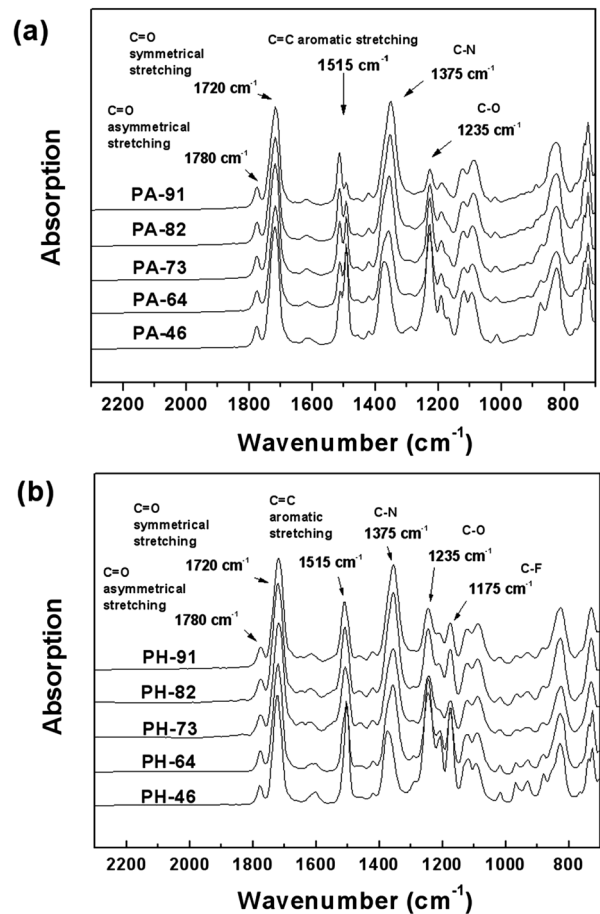 (a)
C=O
symmetrical
stretching
1720 cm-1
C=O
asymmetrical
stretching
1780 cm-1
C=C aromatic stretching
1515 cm-1
C-N
1375 cm-1
C-O
1235 cm-1
PA-91
PA-82
PA-73
PA-64
PA-46
Absorption
2200 2000 1800 1600 1400 1200 1000 800
Wavenumber (cm-1)
(b)
C=O
symmetrical
stretching
1720 cm-1
C=O
asymmetrical
stretching
1780 cm-1
C=C
aromatic
stretching
1515 cm-1
C-N
1375 cm-1
C-O
1235 cm-1
C-F
1175 cm-1
PH-91
PH-82
PH-73
PH-64
PH-46
Absorption
2200 2000 1800 1600 1400 1200 1000 800
Wavenumber (cm-1)